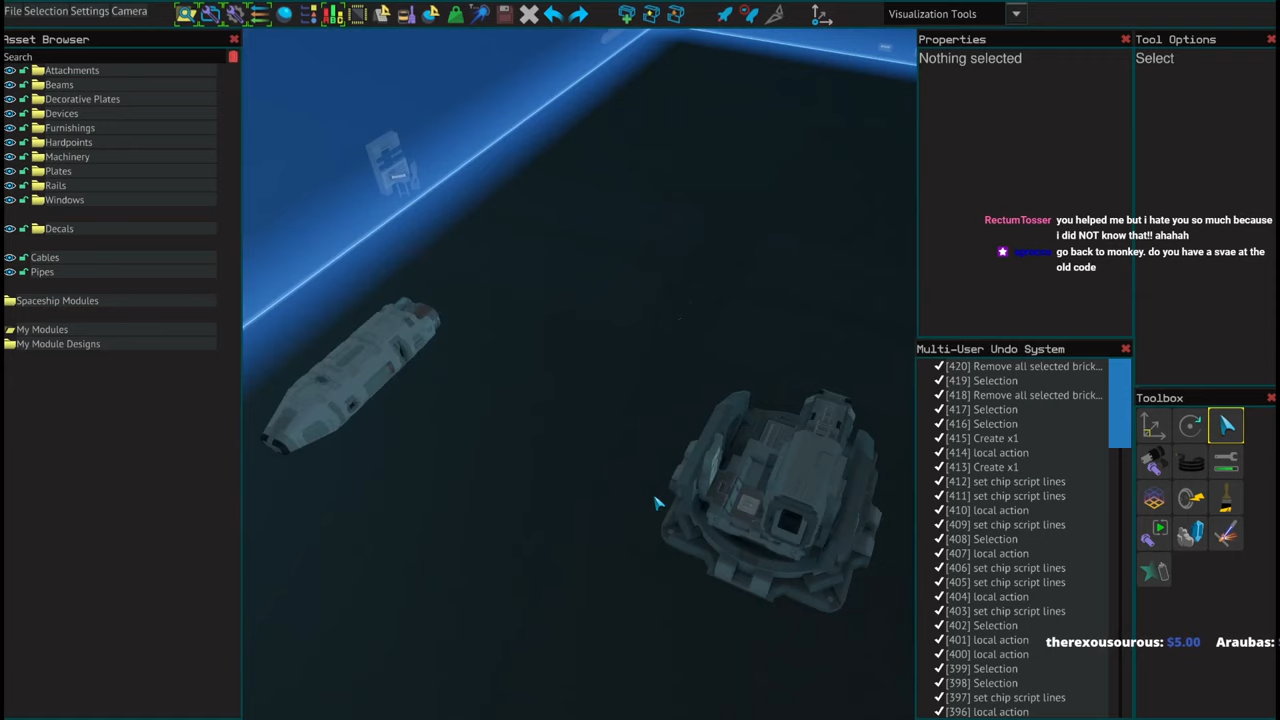 File Selection Settings Camera
Visualization Tools
Asset Browser
Search
Attachments
Beams
Decorative Plates
Devices
Furnishings
Hardpoints
Machinery
Plates
Rails
Windows
Decals
Cables
Pipes
Spaceship Modules
My Modules
My Module Designs
Properties
Nothing selected
Tool Options
Select
RectumTosser you helped me but i hate you so much because
i did NOT know that!! ahahah
go back to monkey. do you have a svae at the
old code
Multi-User Undo System
[420] Remove all selected brick...
[419] Selection
[418] Remove all selected brick...
[417] Selection
[416] Selection
[415] Create x1
[414] local action
[413] Create x1
[412] set chip script lines
[411] set chip script lines
[410] local action
[409] set chip script lines
[408] Selection
[407] local action
[406] set chip script lines
[405] set chip script lines
[404] local action
[403] set chip script lines
[402] Selection
[401] local action
[400] local action
[399] Selection
[398] Selection
[397] set chip script lines
[396] local action
Toolbox
therexousourous: $5.00 Araubas: